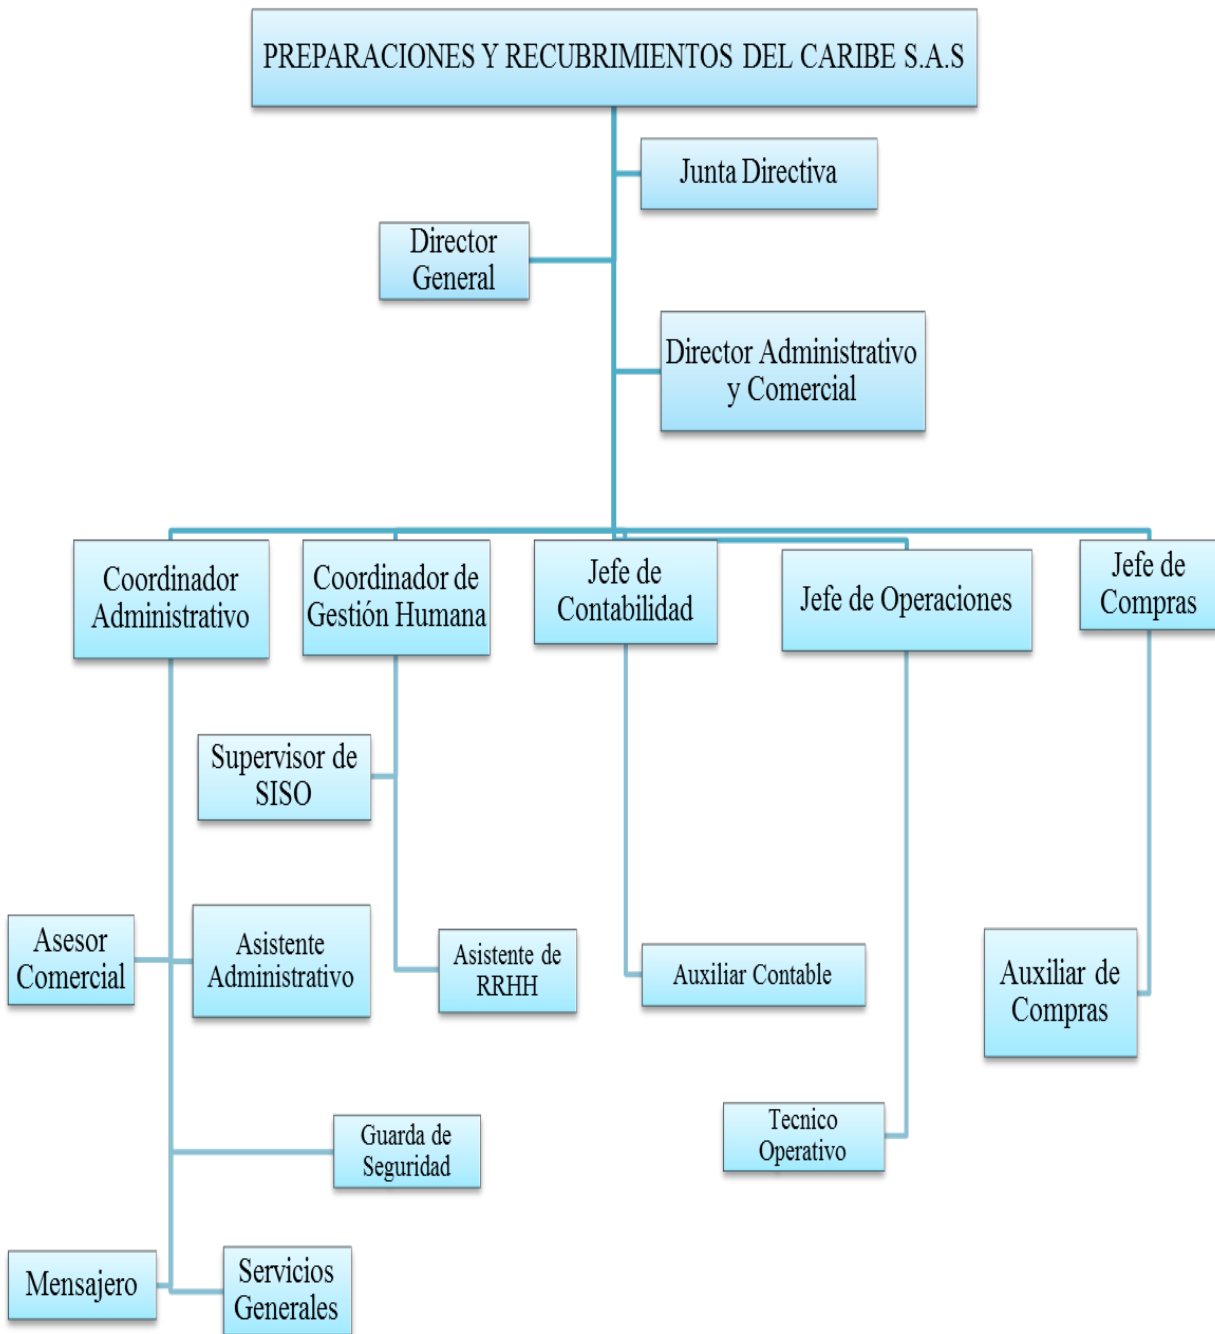 PREPARACIONES Y RECUBRIMIENTOS DEL CARIBE S.A.S
Junta Directiva
Director
General
Director Administrativo
y Comercial
Coordinador
Administrativo
Coordinador de
Gestión Humana
Jefe de
Contabilidad
Jefe de Operaciones
Jefe de
Compras
Supervisor de
SISO
Asesor
Comercial
Asistente
Administrativo
Asistente de
RRHH
Auxiliar Contable
Auxiliar de
Compras
Guarda de
Seguridad
Tecnico
Operativo
Mensajero
Servicios
Generales